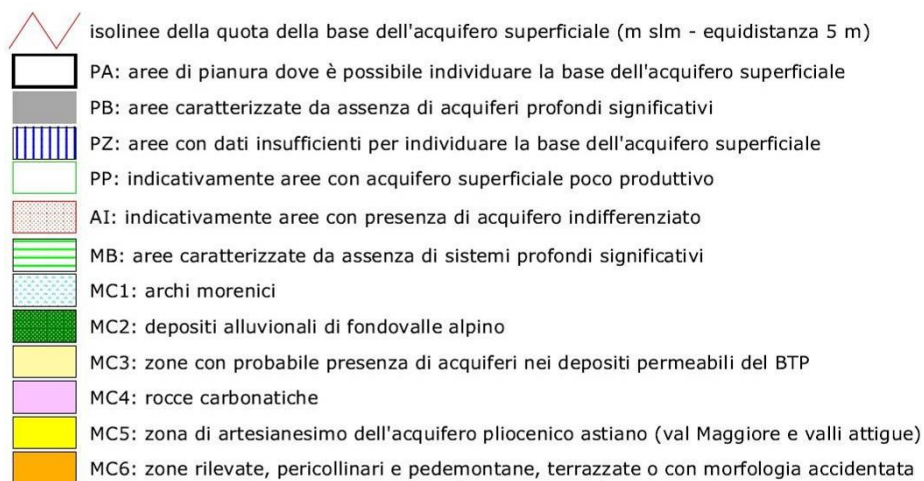 isolinee della quota della base dell'acquifero superficiale (m slm - equidistanza 5 m)
PA: aree di pianura dove è possibile individuare la base dell'acquifero superficiale
PB: aree caratterizzate da assenza di acquiferi profondi significativi
PZ: aree con dati insufficienti per individuare la base dell'acquifero superficiale
PP: indicativamente aree con acquifero superficiale poco produttivo
AI: indicativamente aree con presenza di acquifero indifferenziato
MB: aree caratterizzate da assenza di sistemi profondi significativi
MC1: archi morenici
MC2: depositi alluvionali di fondovalle alpino
MC3: zone con probabile presenza di acquiferi nei depositi permeabili del BTP
MC4: rocce carbonatiche
MC5: zona di artesianesimo dell'acquifero pliocenico astiano (val Maggiore e valli attigue)
MC6: zone rilevate, pericollinari e pedemontane, terrazzate o con morfologia accidentata